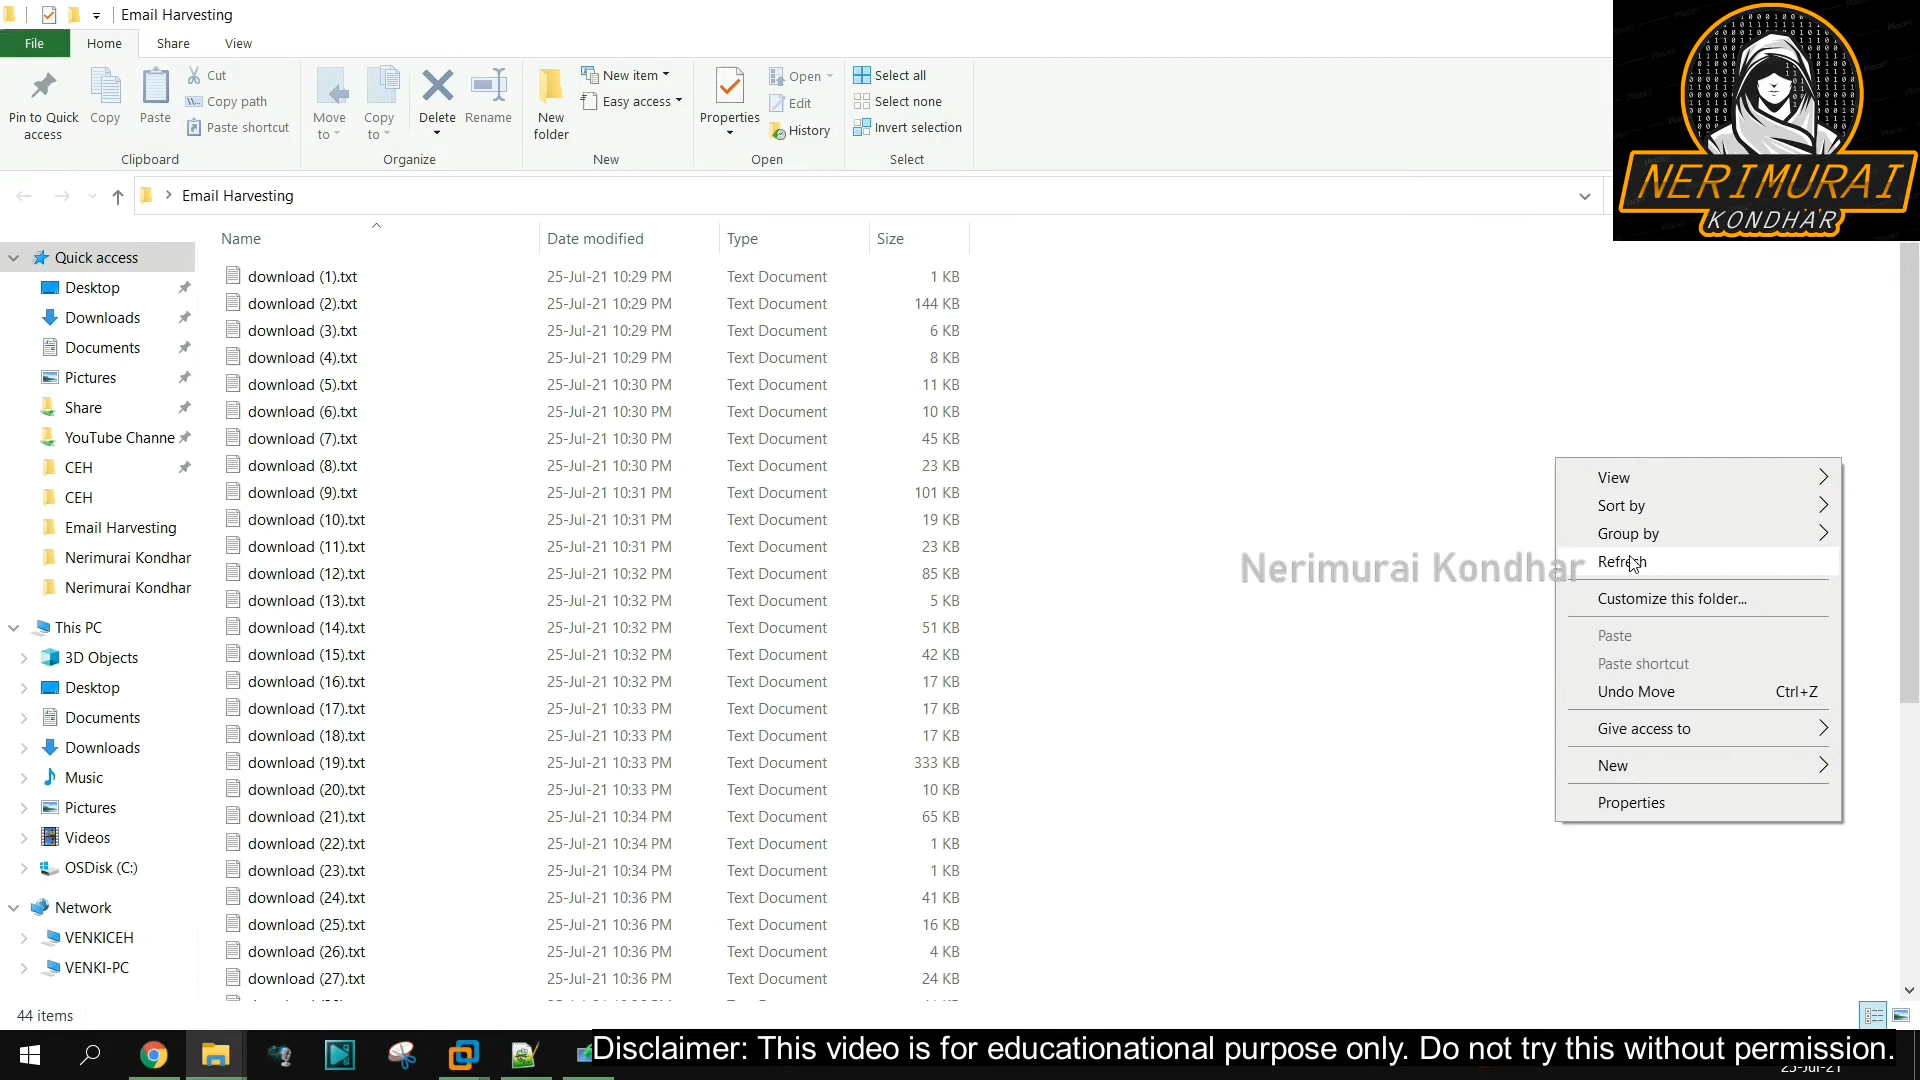 Email Harvesting
File Home Share View
Pin to Quick access
Copy
Paste
Cut
Copy path
Paste shortcut
Clipboard
Move to
Copy to
Delete
Rename
Organize
New folder
New item
Easy access
New
Properties
Open
Edit
History
Open
Select all
Select none
Invert selection
Select
NERIMURAI
KONDHAR
Email Harvesting
Name Date modified Type Size
Quick access
Desktop
Downloads
Documents
Pictures
Share
YouTube Channe
CEH
CEH
Email Harvesting
Nerimurai Kondhar
Nerimurai Kondhar
This PC
3D Objects
Desktop
Documents
Downloads
Music
Pictures
Videos
OSDisk (C:)
Network
VENKICEH
VENKI-PC
download (1).txt 25-Jul-21 10:29 PM Text Document 1 KB
download (2).txt 25-Jul-21 10:29 PM Text Document 144 KB
download (3).txt 25-Jul-21 10:29 PM Text Document 6 KB
download (4).txt 25-Jul-21 10:29 PM Text Document 8 KB
download (5).txt 25-Jul-21 10:30 PM Text Document 11 KB
download (6).txt 25-Jul-21 10:30 PM Text Document 10 KB
download (7).txt 25-Jul-21 10:30 PM Text Document 45 KB
download (8).txt 25-Jul-21 10:30 PM Text Document 23 KB
download (9).txt 25-Jul-21 10:31 PM Text Document 101 KB
download (10).txt 25-Jul-21 10:31 PM Text Document 19 KB
download (11).txt 25-Jul-21 10:31 PM Text Document 23 KB
download (12).txt 25-Jul-21 10:32 PM Text Document 85 KB
download (13).txt 25-Jul-21 10:32 PM Text Document 5 KB
download (14).txt 25-Jul-21 10:32 PM Text Document 51 KB
download (15).txt 25-Jul-21 10:32 PM Text Document 42 KB
download (16).txt 25-Jul-21 10:32 PM Text Document 17 KB
download (17).txt 25-Jul-21 10:33 PM Text Document 17 KB
download (18).txt 25-Jul-21 10:33 PM Text Document 17 KB
download (19).txt 25-Jul-21 10:33 PM Text Document 333 KB
download (20).txt 25-Jul-21 10:33 PM Text Document 10 KB
download (21).txt 25-Jul-21 10:34 PM Text Document 65 KB
download (22).txt 25-Jul-21 10:34 PM Text Document 1 KB
download (23).txt 25-Jul-21 10:34 PM Text Document 1 KB
download (24).txt 25-Jul-21 10:36 PM Text Document 41 KB
download (25).txt 25-Jul-21 10:36 PM Text Document 16 KB
download (26).txt 25-Jul-21 10:36 PM Text Document 4 KB
download (27).txt 25-Jul-21 10:36 PM Text Document 24 KB
Nerimurai Kondhar
View
Sort by
Group by
Refresh
Customize this folder...
Paste
Paste shortcut
Undo Move Ctrl+Z
Give access to
New
Properties
44 items
Disclaimer: This video is for educationational purpose only. Do not try this without permission.
25-Jul-21